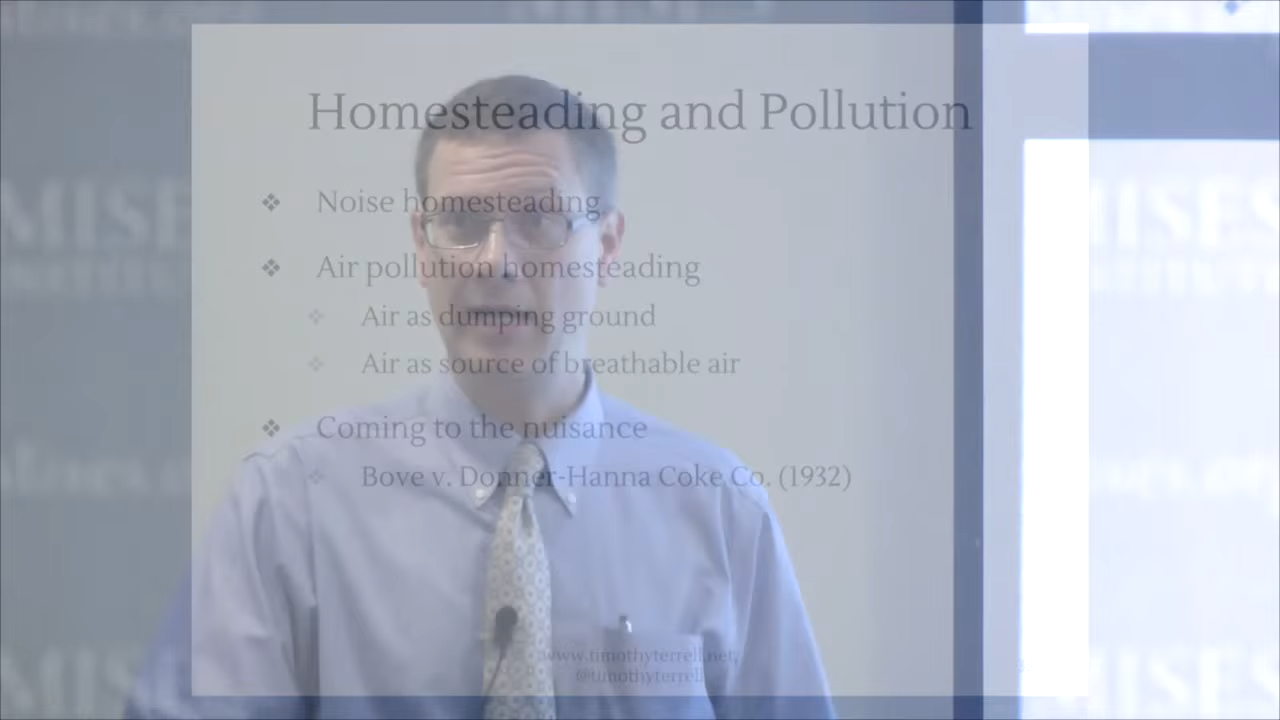 Homesteading and Pollution
❖ Noise homesteading
❖ Air pollution homesteading
❖ Air as dumping ground
❖ Air as source of breathable air
❖ Coming to the nuisance
❖ Bove v. Donner-Hanna Coke Co. (1932)
www.timothyterrell.net,
@timothyterrell
MISES